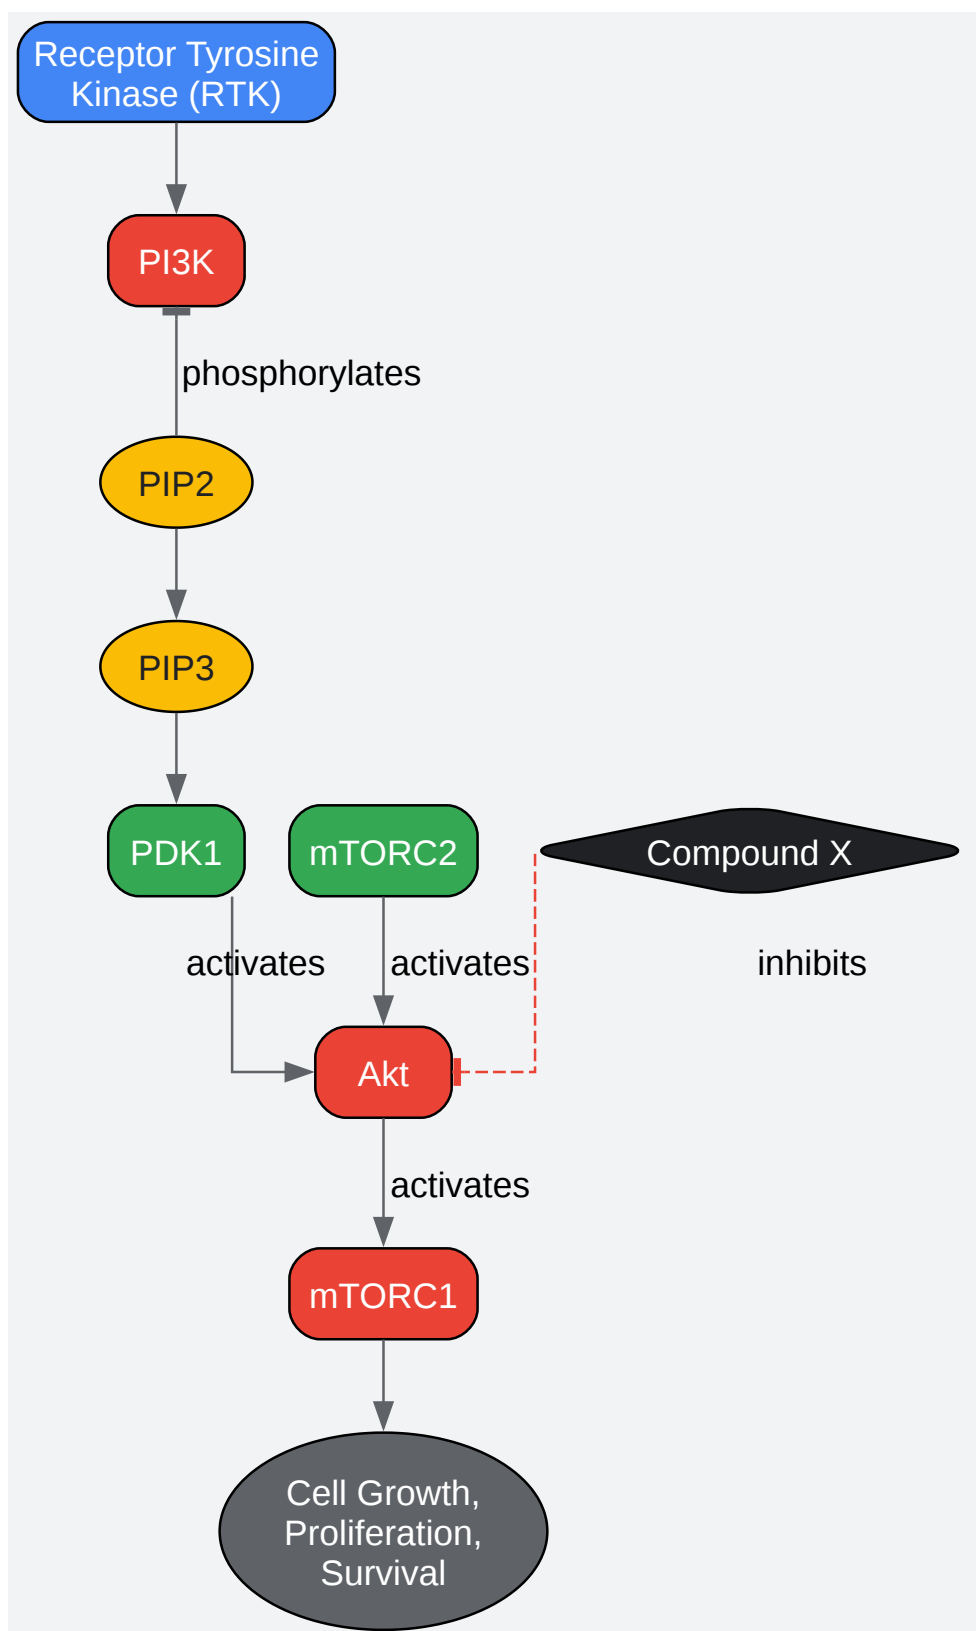 Receptor Tyrosine
Kinase (RTK)
PI3K
phosphorylates
PIP2
PIP3
PDK1
mTORC2
Compound X
activates
activates
inhibits
Akt
activates
mTORC1
Cell Growth,
Proliferation,
Survival